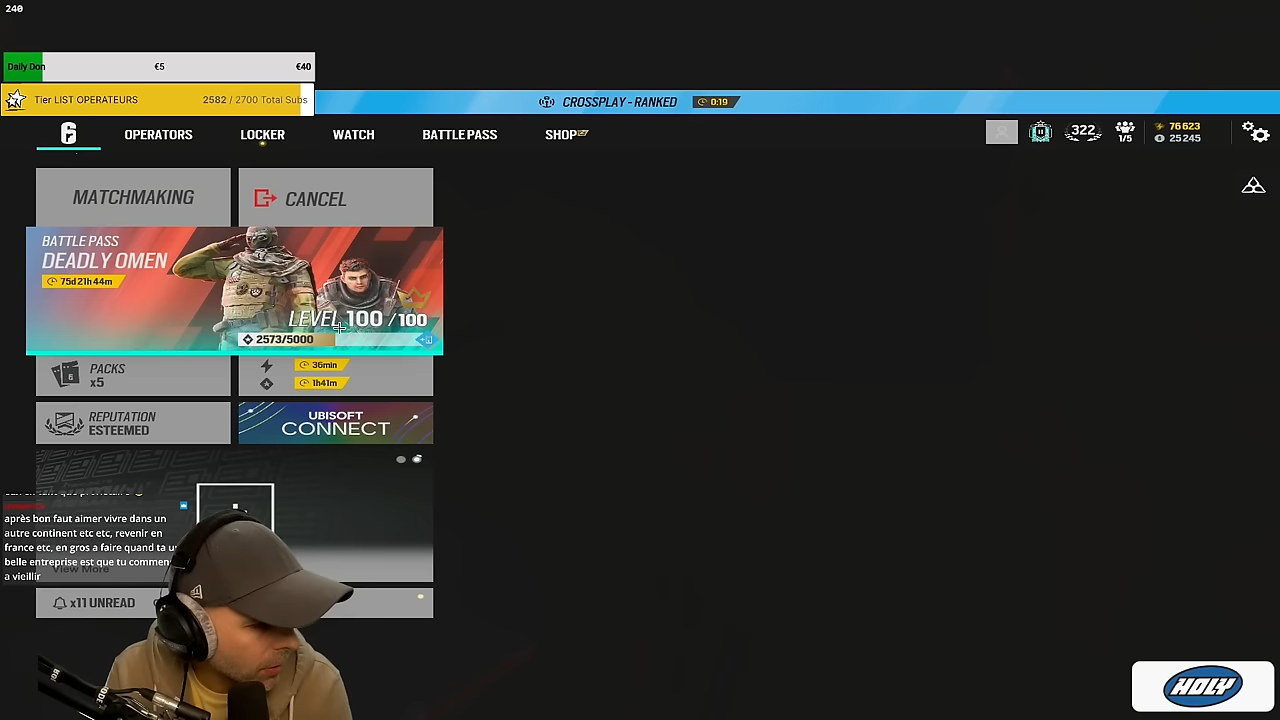 240
Daily Don €5 €40
Tier LIST OPERATEURS 2582 / 2700 Total Subs
CROSSPLAY - RANKED 0:19
OPERATORS LOCKER WATCH BATTLE PASS SHOP
322 1/5 76 623
25 245
MATCHMAKING CANCEL
BATTLE PASS
DEADLY OMEN
75d 21h 44m
LEVEL 100 / 100
2573/5000
PACKS
x5
36min
1h41m
REPUTATION
ESTEEMED
UBISOFT
CONNECT
après bon faut aimer vivre dans un
autre continent etc etc, revenir en
france etc, en gros a faire quand ta u
belle entreprise est que tu commen
a vieillir
View More
x11 UNREAD
HOLY